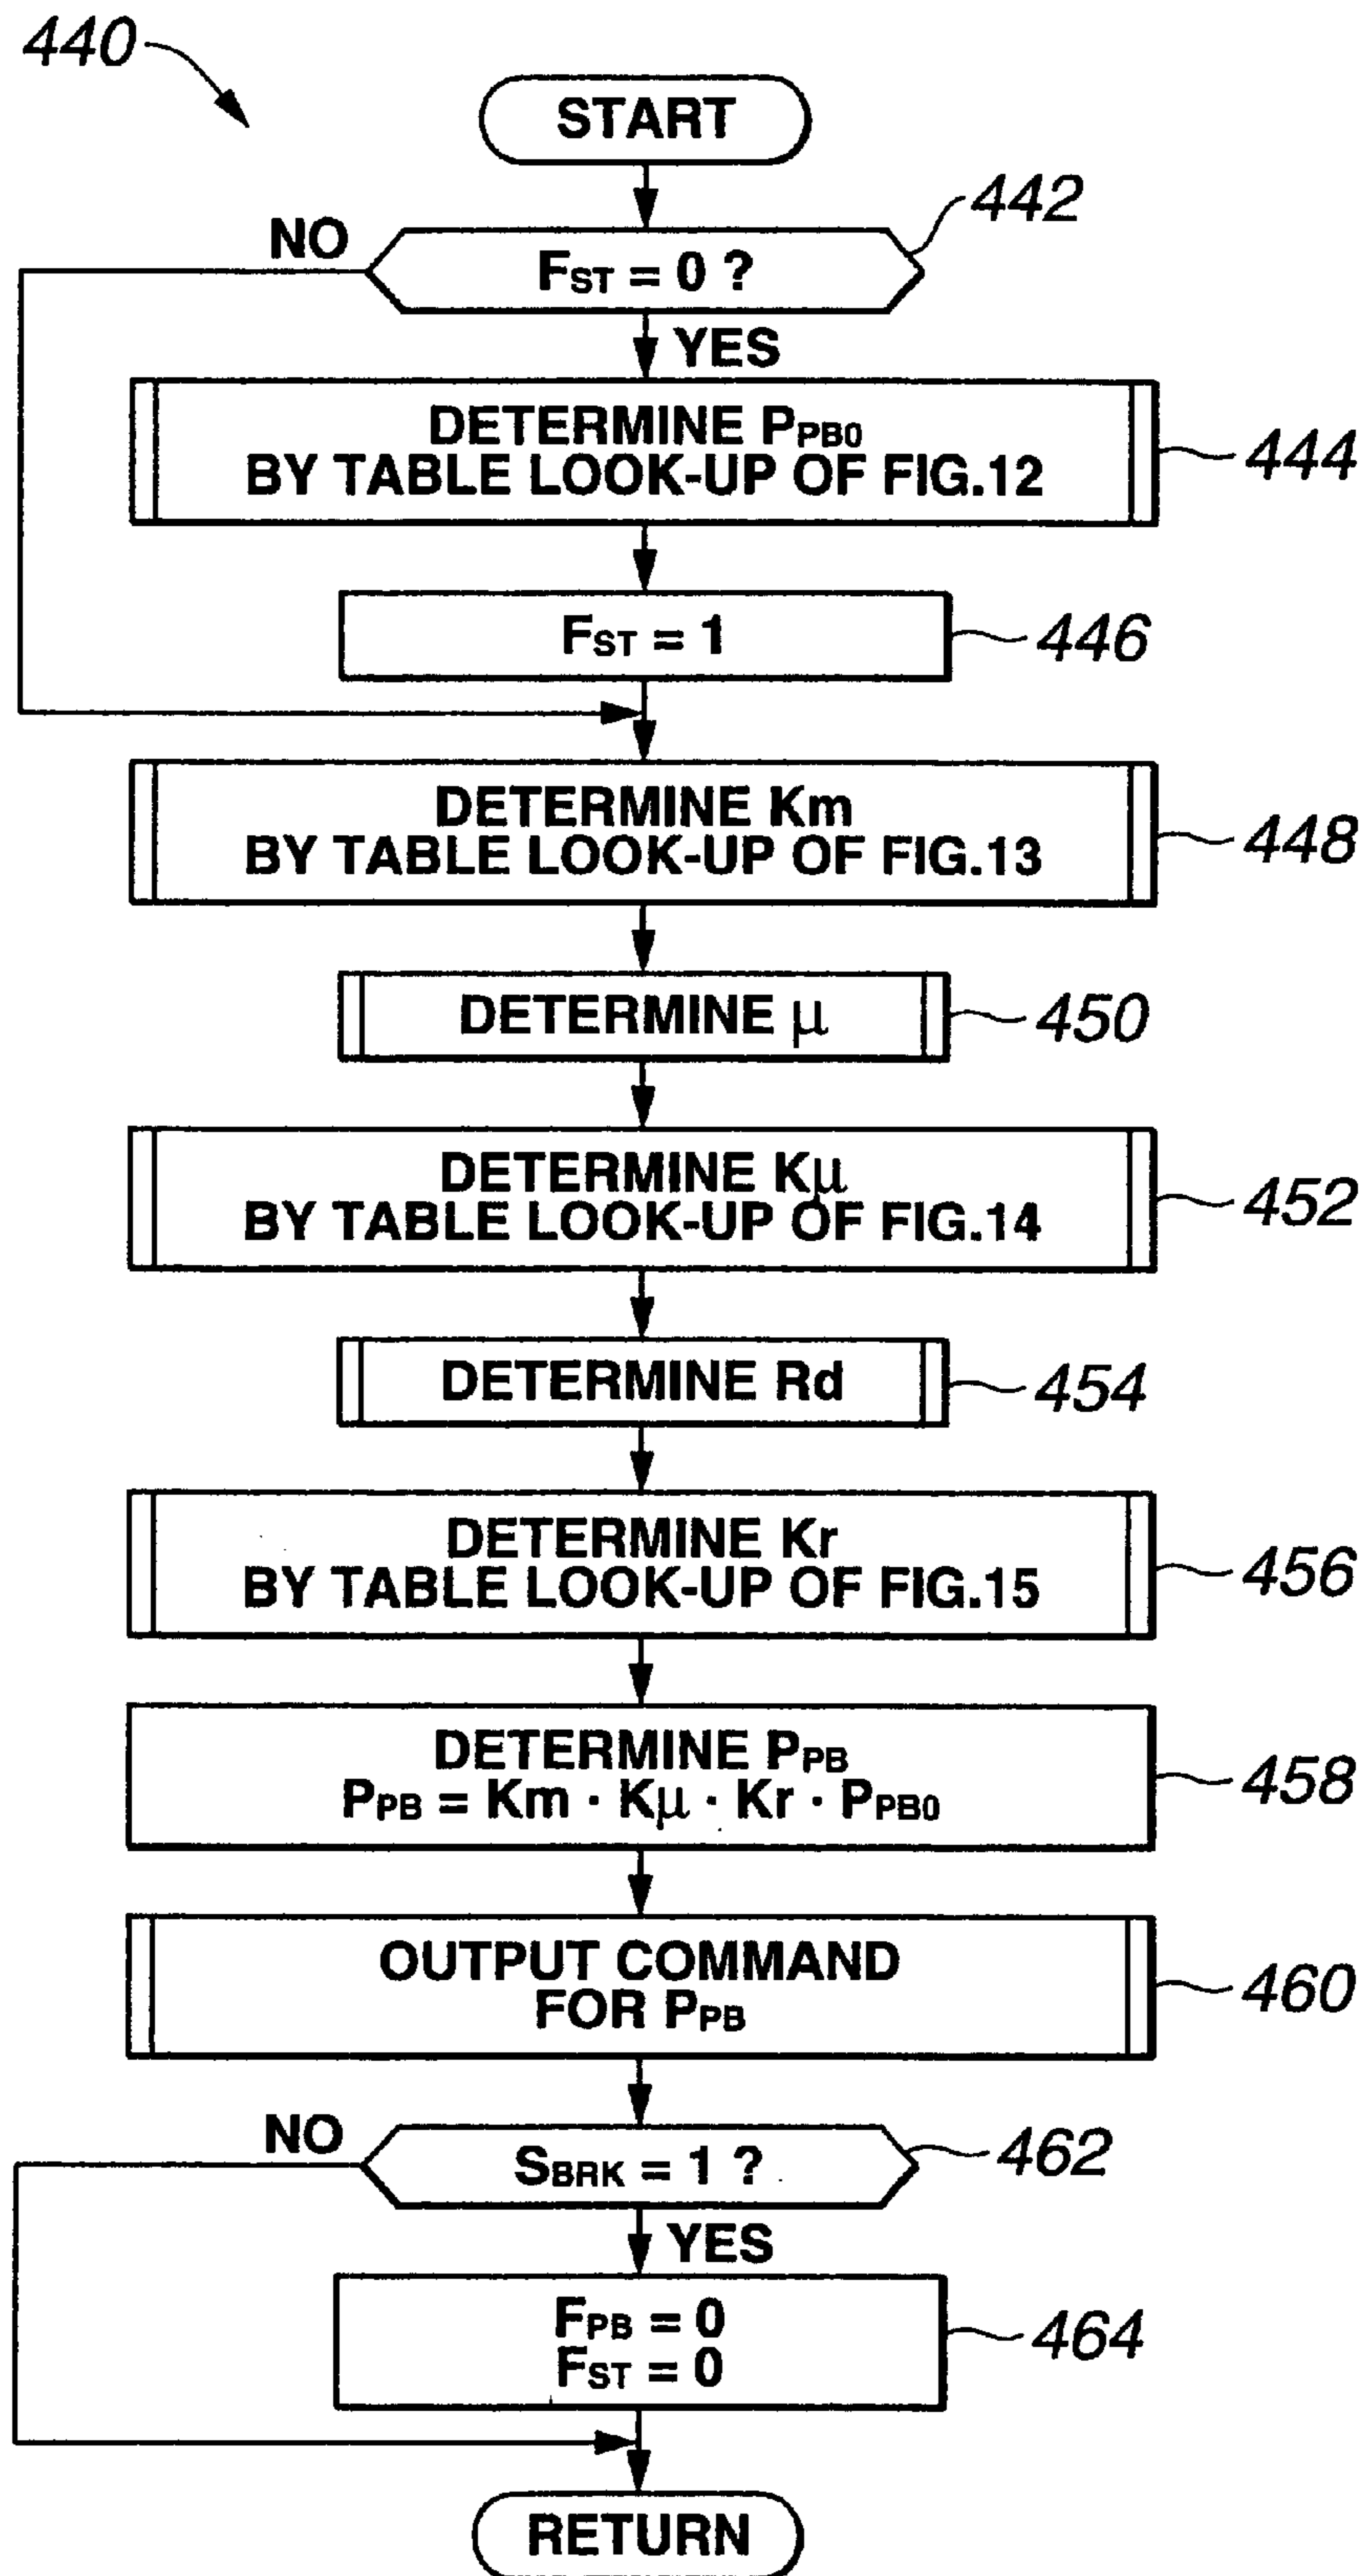 440
START
442
NO
FST = 0 ?
YES
DETERMINE PPB0
BY TABLE LOOK-UP OF FIG.12
444
FST = 1
446
DETERMINE Km
BY TABLE LOOK-UP OF FIG.13
448
DETERMINE μ
450
DETERMINE Kμ
BY TABLE LOOK-UP OF FIG.14
452
DETERMINE Rd
454
DETERMINE Kr
BY TABLE LOOK-UP OF FIG.15
456
DETERMINE PPB
PPB = Km · Kμ · Kr · PPB0
458
OUTPUT COMMAND
FOR PPB
460
NO
SBRK = 1 ?
462
YES
FPB = 0
FST = 0
464
RETURN